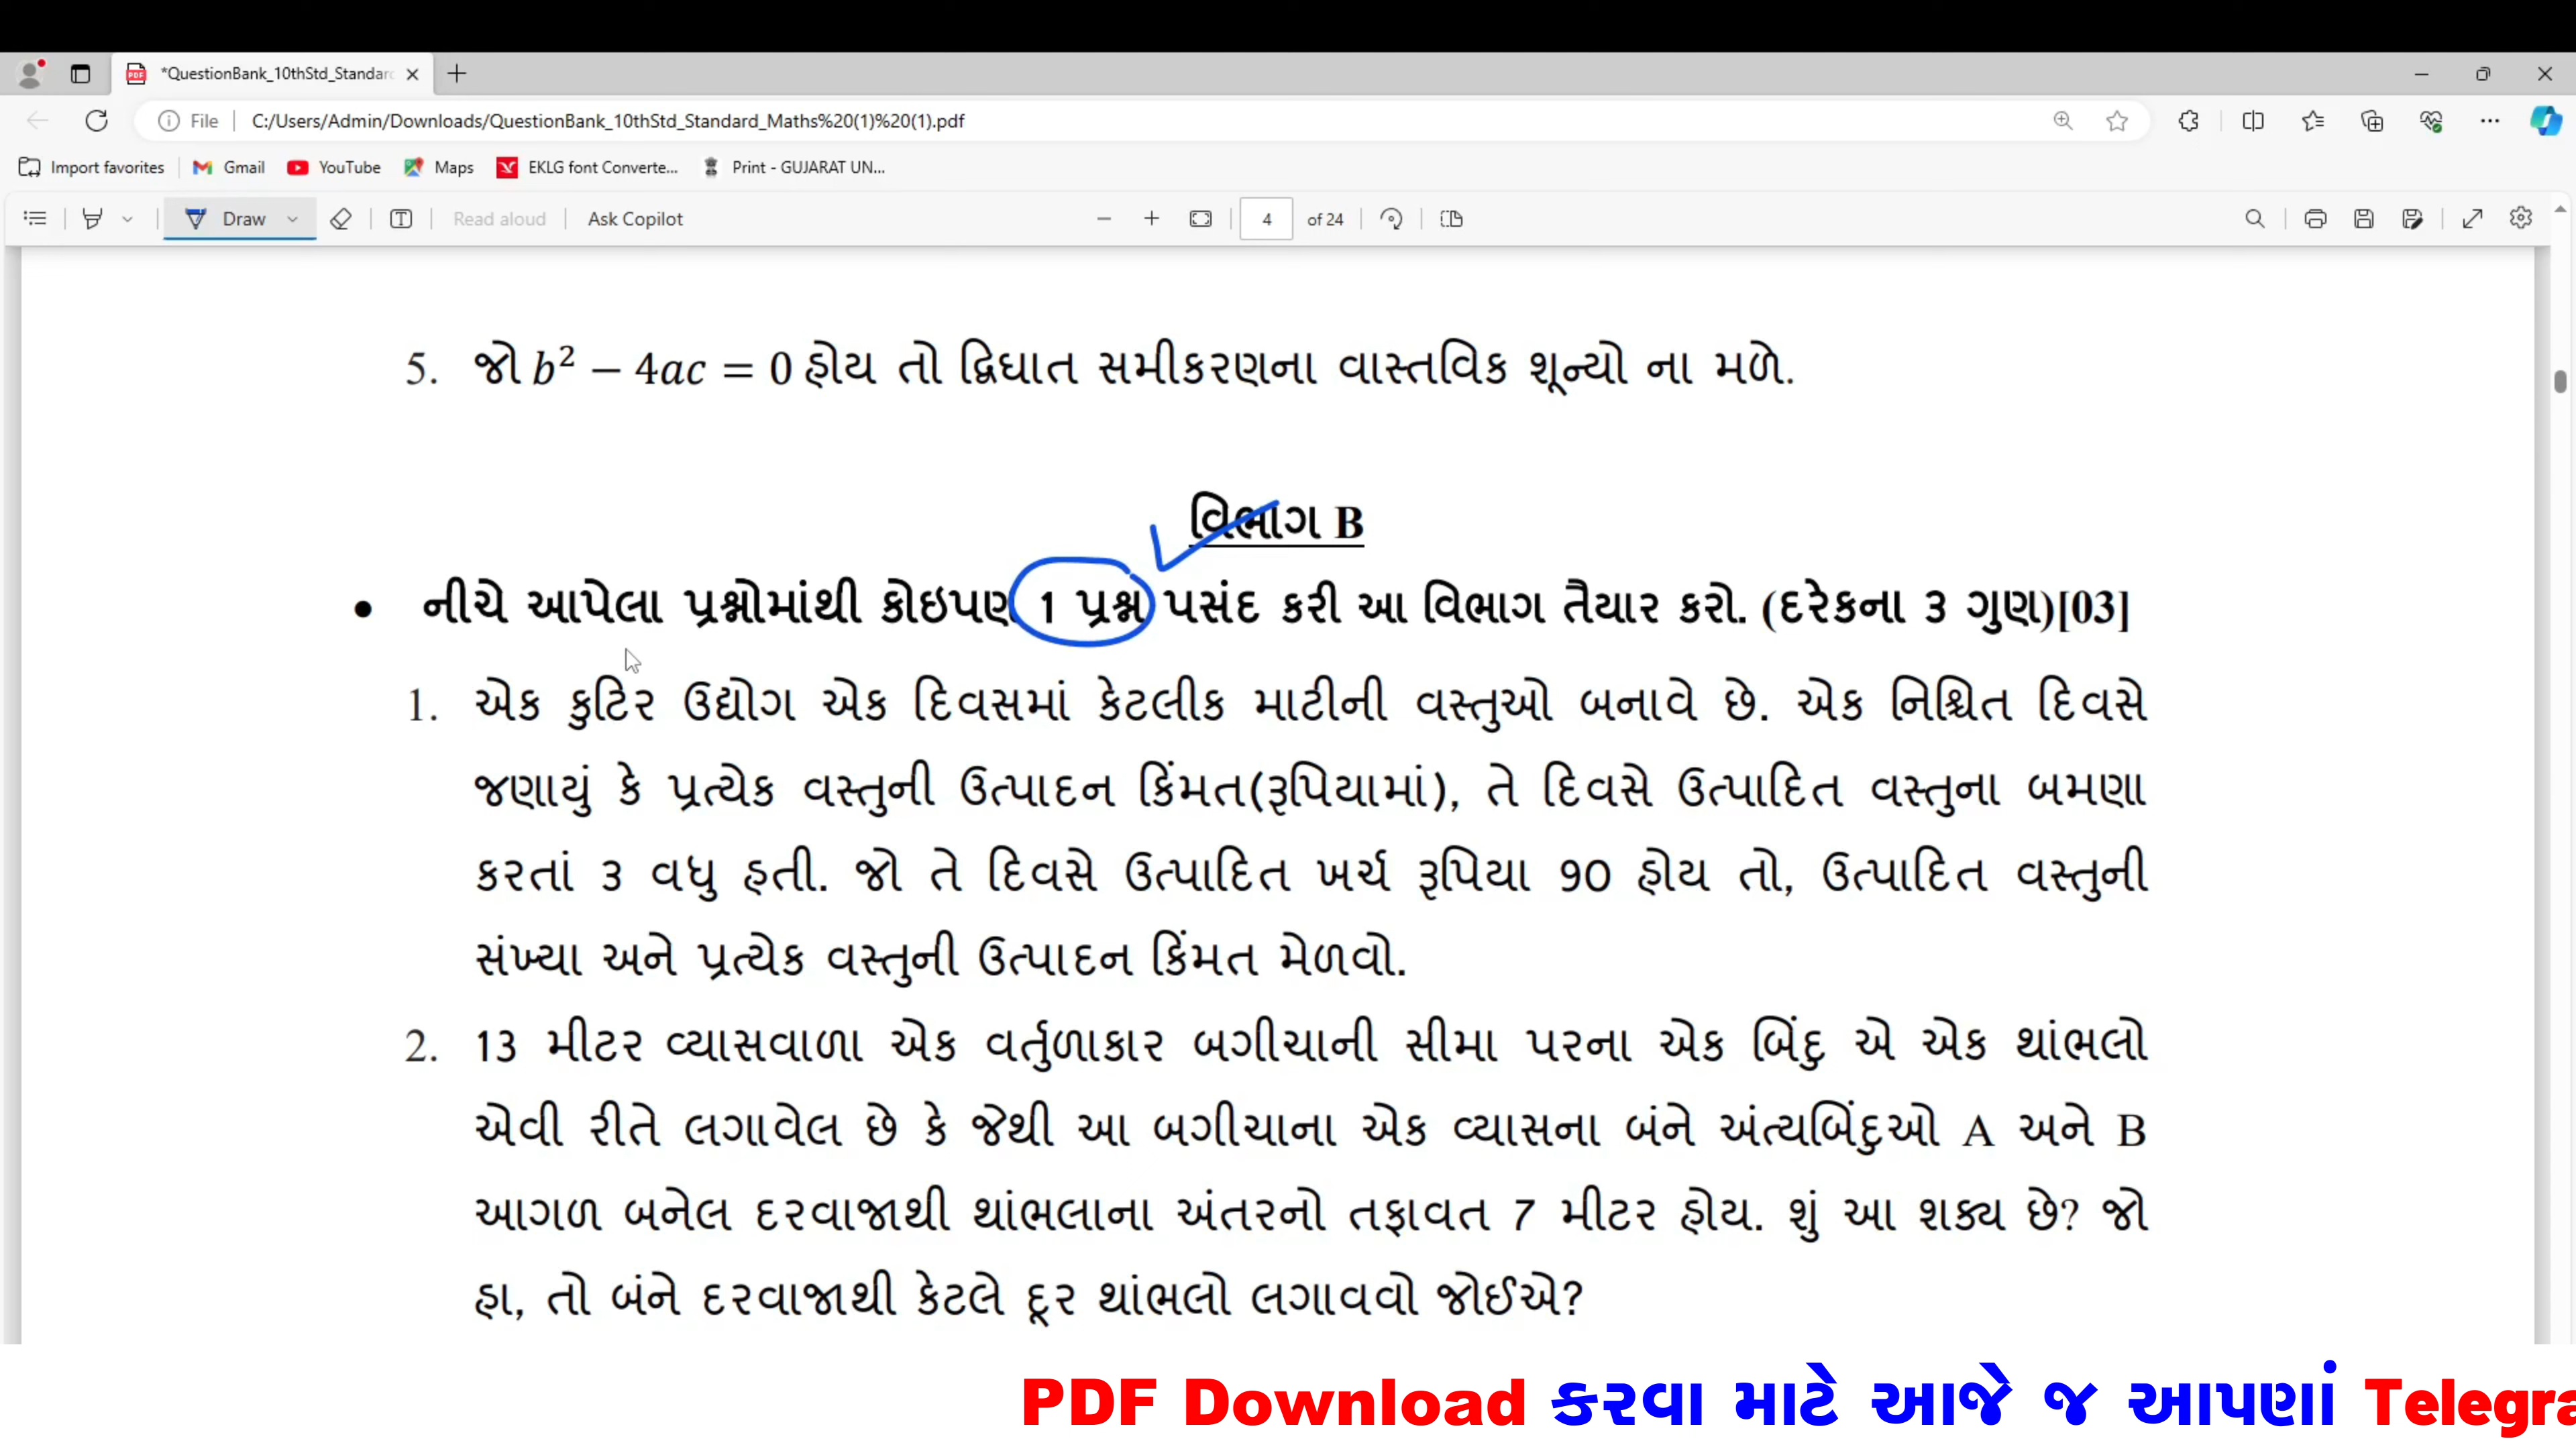 *QuestionBank_10thStd_Standard
File C:/Users/Admin/Downloads/QuestionBank_10thStd_Standard_Maths%20(1)%20(1).pdf
Import favorites Gmail YouTube Maps EKLG font Converte... Print - GUJARAT UN...
Draw Read aloud Ask Copilot 4 of 24
5. જો b² − 4ac = 0 હોય તો દ્વિઘાત સમીકરણના વાસ્તવિક શૂન્યો ના મળે.
વિભાગ B
• નીચે આપેલા પ્રશ્નોમાંથી કોઇપણ 1 પ્રશ્ન પસંદ કરી આ વિભાગ તૈયાર કરો. (દરેકના ૩ ગુણ)[03]
1. એક કુટિર ઉદ્યોગ એક દિવસમાં કેટલીક માટીની વસ્તુઓ બનાવે છે. એક નિશ્ચિત દિવસે
જણાયું કે પ્રત્યેક વસ્તુની ઉત્પાદન કિંમત(રૂપિયામાં), તે દિવસે ઉત્પાદિત વસ્તુના બમણા
કરતાં ૩ વધુ હતી. જો તે દિવસે ઉત્પાદિત ખર્ચ રૂપિયા 90 હોય તો, ઉત્પાદિત વસ્તુની
સંખ્યા અને પ્રત્યેક વસ્તુની ઉત્પાદન કિંમત મેળવો.
2. 1૩ મીટર વ્યાસવાળા એક વર્તુળાકાર બગીચાની સીમા પરના એક બિંદુ એ એક થાંભલો
એવી રીતે લગાવેલ છે કે જેથી આ બગીચાના એક વ્યાસના બંને અંત્યબિંદુઓ A અને B
આગળ બનેલ દરવાજાથી થાંભલાના અંતરનો તફાવત 7 મીટર હોય. શું આ શક્ય છે? જો
હા, તો બંને દરવાજાથી કેટલે દૂર થાંભલો લગાવવો જોઈએ?
PDF Download કરવા માટે આજે જ આપણાં Telegra